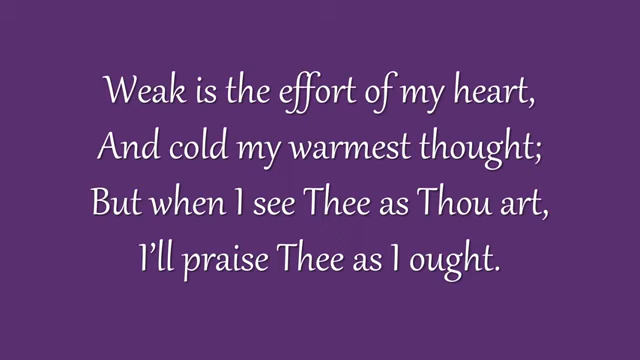 Weak is the effort of my heart,
And cold my warmest thought;
But when I see Thee as Thou art,
I'll praise Thee as I ought.